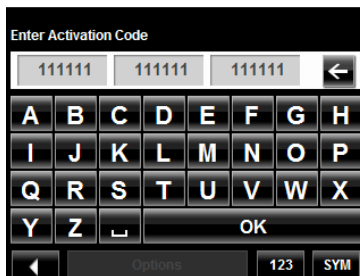 Enter Activation Code
111111 111111 111111
A B C D E F G H
I J K L M N O P
Q R S T U V W X
Y Z OK
Options 123 SYM